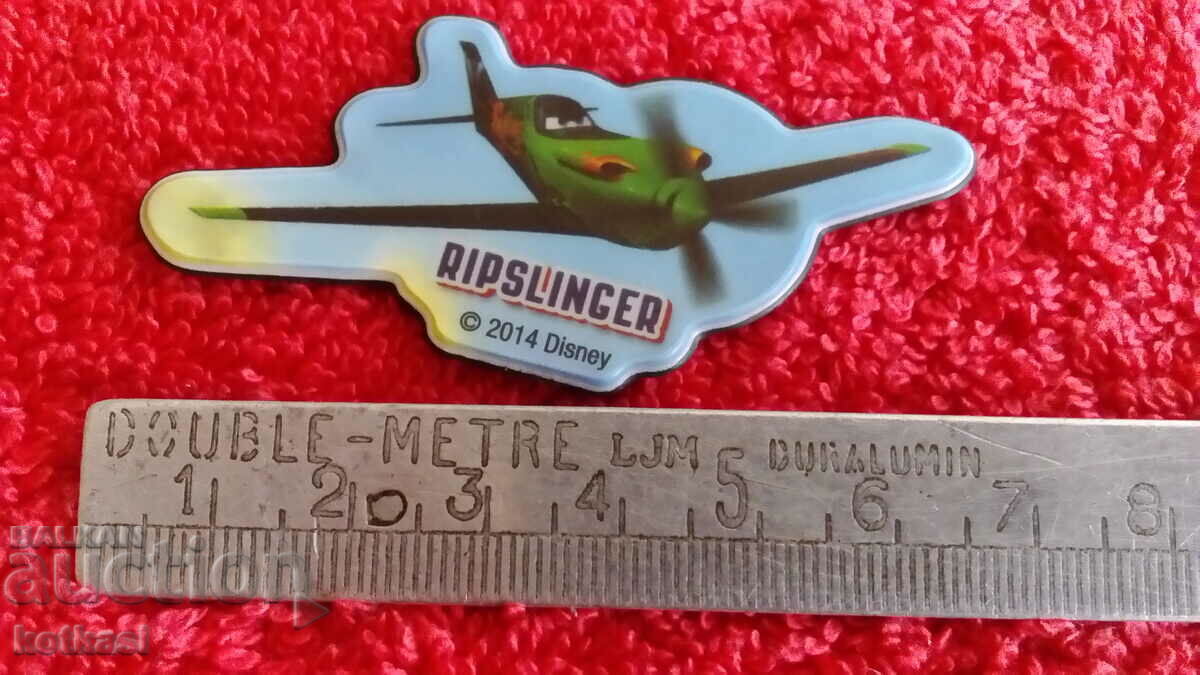 RIPSLINGER
© 2014 Disney
DOUBLE-METRE LJM DURALUMIN
1 2 3 4 5 6 7 8
BALKAN
auction
kotkasi